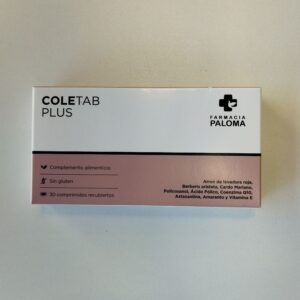 COLETAB
PLUS
FARMACIA
PALOMA
Complemento alimenticio
Sin gluten
30 comprimidos recubiertos
Arroz de levadura roja,
Berberis aristata, Cardo Mariano,
Policosanol, Ácido Fólico, Coenzima Q10,
Astaxantina, Amaranto y Vitamina E